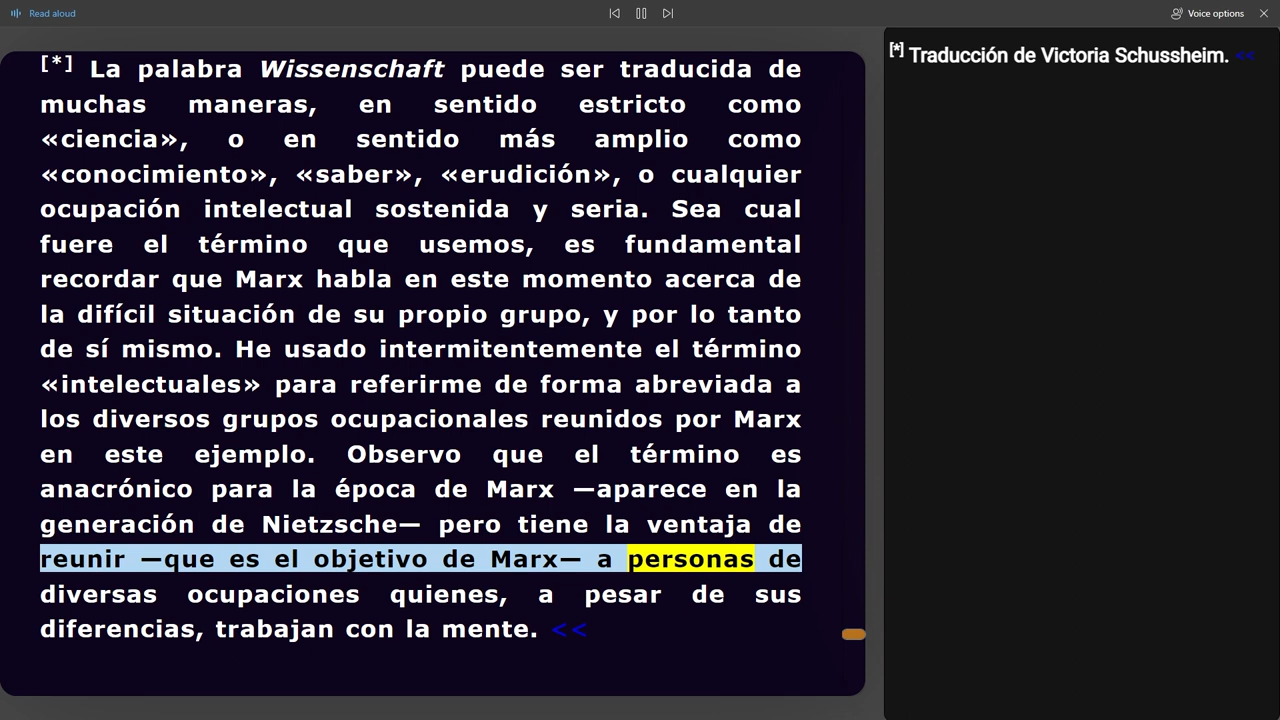 Read aloud
Voice options
[*] La palabra Wissenschaft puede ser traducida de
muchas maneras, en sentido estricto como
«ciencia», o en sentido más amplio como
«conocimiento», «saber», «erudición», o cualquier
ocupación intelectual sostenida y seria. Sea cual
fuere el término que usemos, es fundamental
recordar que Marx habla en este momento acerca de
la difícil situación de su propio grupo, y por lo tanto
de sí mismo. He usado intermitentemente el término
«intelectuales» para referirme de forma abreviada a
los diversos grupos ocupacionales reunidos por Marx
en este ejemplo. Observo que el término es
anacrónico para la época de Marx —aparece en la
generación de Nietzsche— pero tiene la ventaja de
reunir —que es el objetivo de Marx— a personas de
diversas ocupaciones quienes, a pesar de sus
diferencias, trabajan con la mente. <<
[*] Traducción de Victoria Schussheim. <<